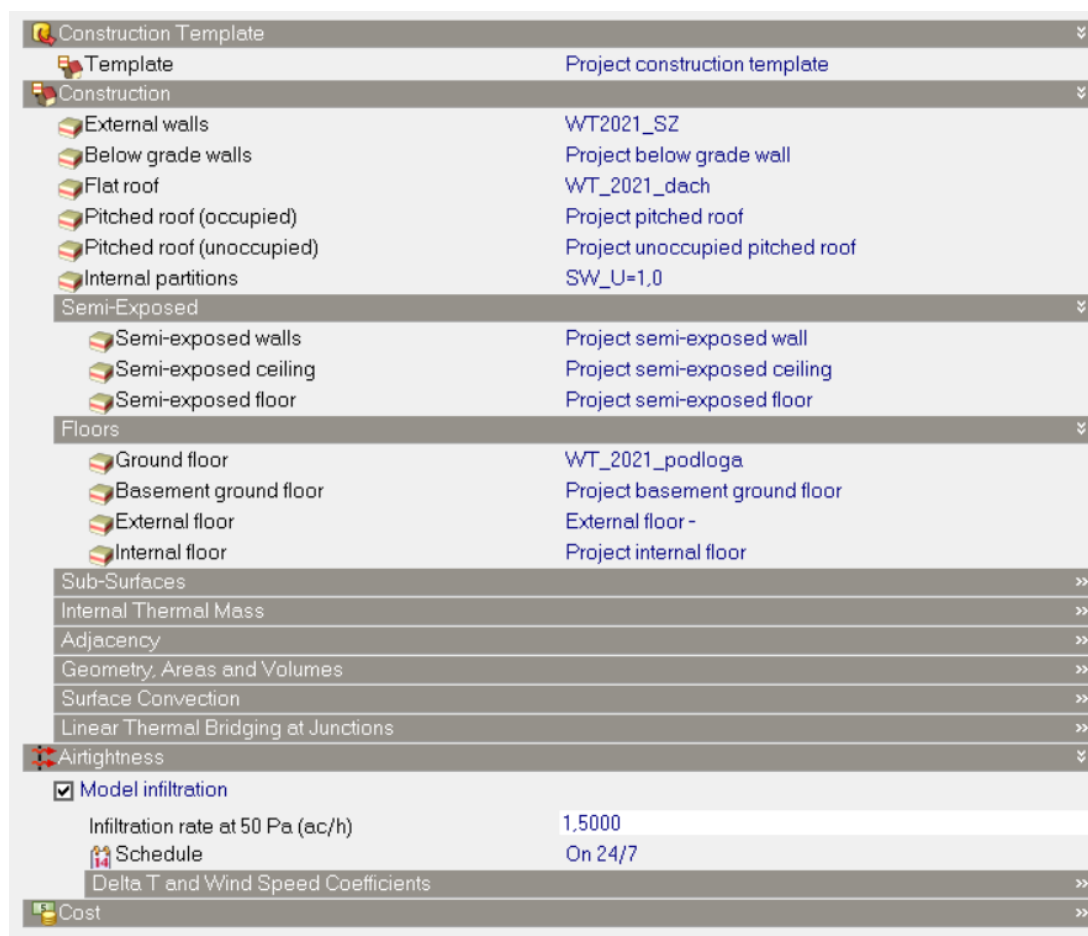 Construction Template
Template Project construction template
Construction
External walls WT2021_SZ
Below grade walls Project below grade wall
Flat roof WT_2021_dach
Pitched roof (occupied) Project pitched roof
Pitched roof (unoccupied) Project unoccupied pitched roof
Internal partitions SW_U=1,0
Semi-Exposed
Semi-exposed walls Project semi-exposed wall
Semi-exposed ceiling Project semi-exposed ceiling
Semi-exposed floor Project semi-exposed floor
Floors
Ground floor WT_2021_podloga
Basement ground floor Project basement ground floor
External floor External floor -
Internal floor Project internal floor
Sub-Surfaces
Internal Thermal Mass
Adjacency
Geometry, Areas and Volumes
Surface Convection
Linear Thermal Bridging at Junctions
Airtightness
Model infiltration
Infiltration rate at 50 Pa (ac/h) 1,5000
14 Schedule On 24/7
Delta T and Wind Speed Coefficients
Cost